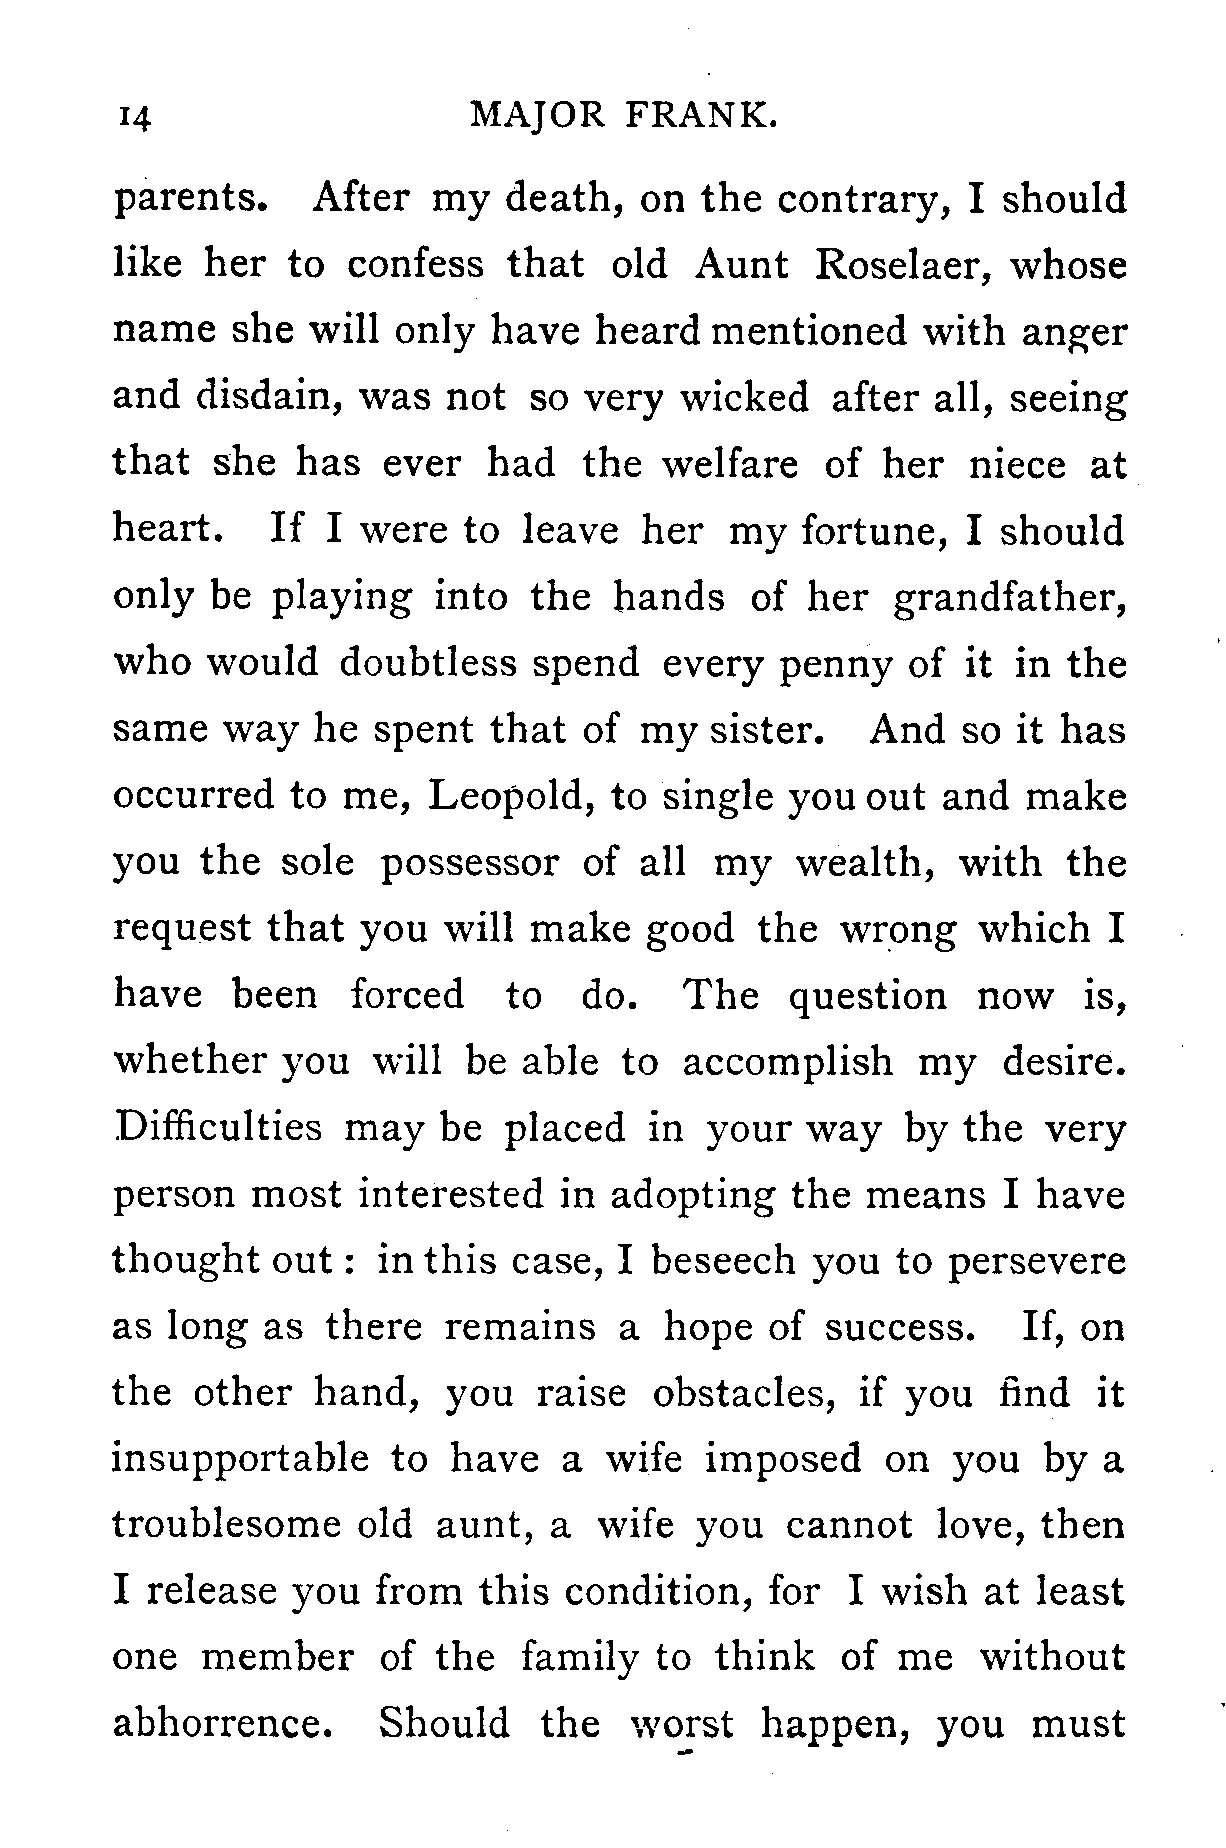 14 MAJOR FRANK.
parents. After my death, on the contrary, I should
like her to confess that old Aunt Roselaer, whose
name she will only have heard mentioned with anger
and disdain, was not so very wicked after all, seeing
that she has ever had the welfare of her niece at
heart. If I were to leave her my fortune, I should
only be playing into the hands of her grandfather,
who would doubtless spend every penny of it in the
same way he spent that of my sister. And so it has
occurred to me, Leopold, to single you out and make
you the sole possessor of all my wealth, with the
request that you will make good the wrong which I
have been forced to do. The question now is,
whether you will be able to accomplish my desire.
Difficulties may be placed in your way by the very
person most interested in adopting the means I have
thought out : in this case, I beseech you to persevere
as long as there remains a hope of success. If, on
the other hand, you raise obstacles, if you find it
insupportable to have a wife imposed on you by a
troublesome old aunt, a wife you cannot love, then
I release you from this condition, for I wish at least
one member of the family to think of me without
abhorrence. Should the worst happen, you must